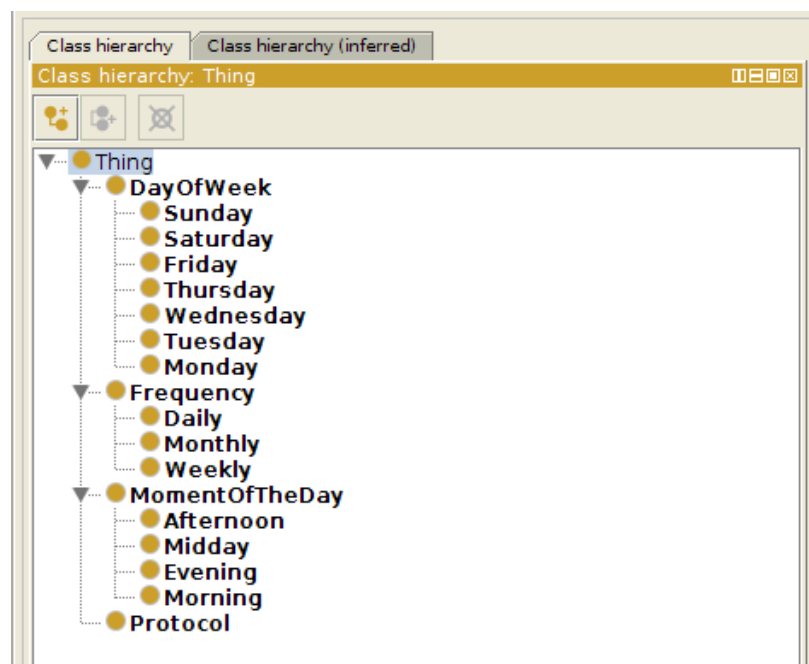 Class hierarchy Class hierarchy (inferred)
Class hierarchy: Thing
Thing
DayOfWeek
Sunday
Saturday
Friday
Thursday
Wednesday
Tuesday
Monday
Frequency
Daily
Monthly
Weekly
MomentOfTheDay
Afternoon
Midday
Evening
Morning
Protocol